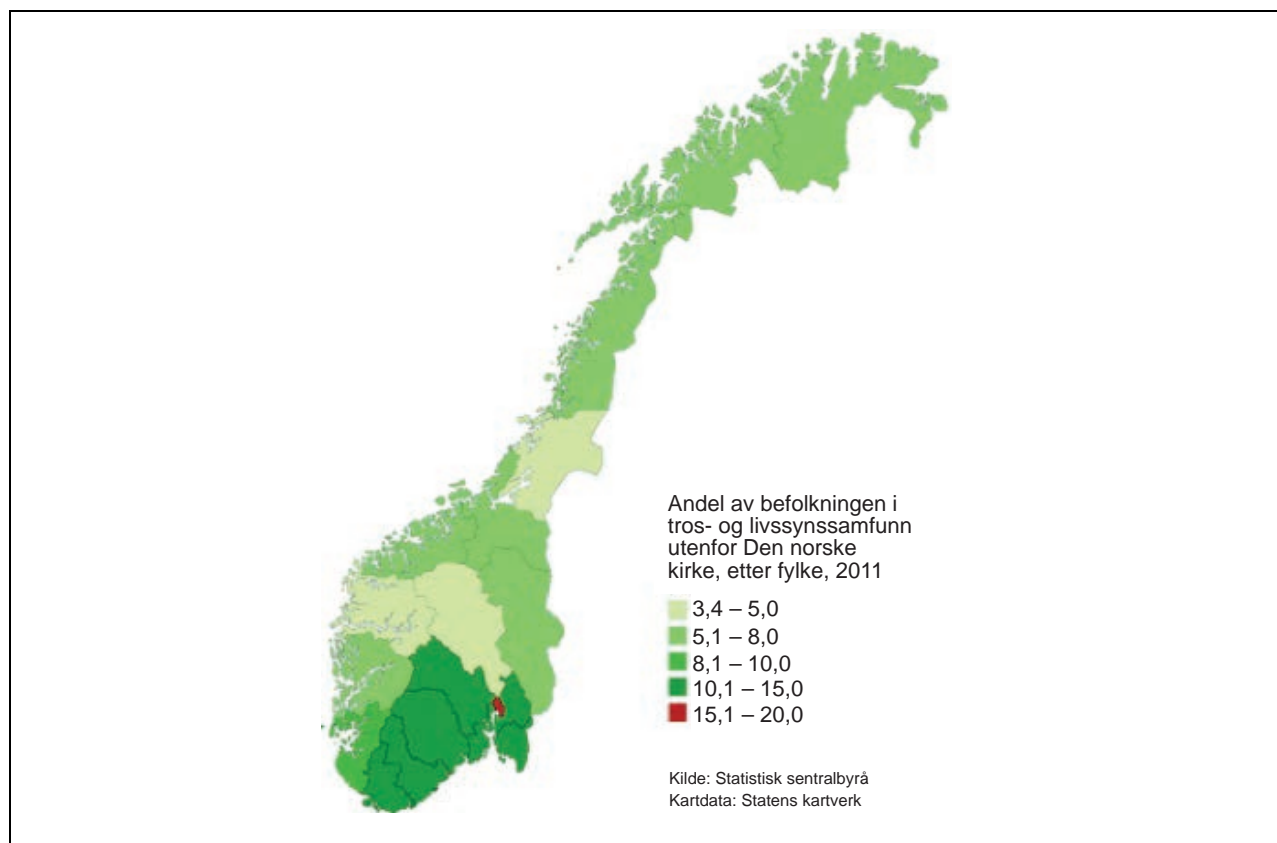 Andel av befolkningen i
tros- og livssynssamfunn
utenfor Den norske
kirke, etter fylke, 2011
3,4 – 5,0
5,1 – 8,0
8,1 – 10,0
10,1 – 15,0
15,1 – 20,0
Kilde: Statistisk sentralbyrå
Kartdata: Statens kartverk